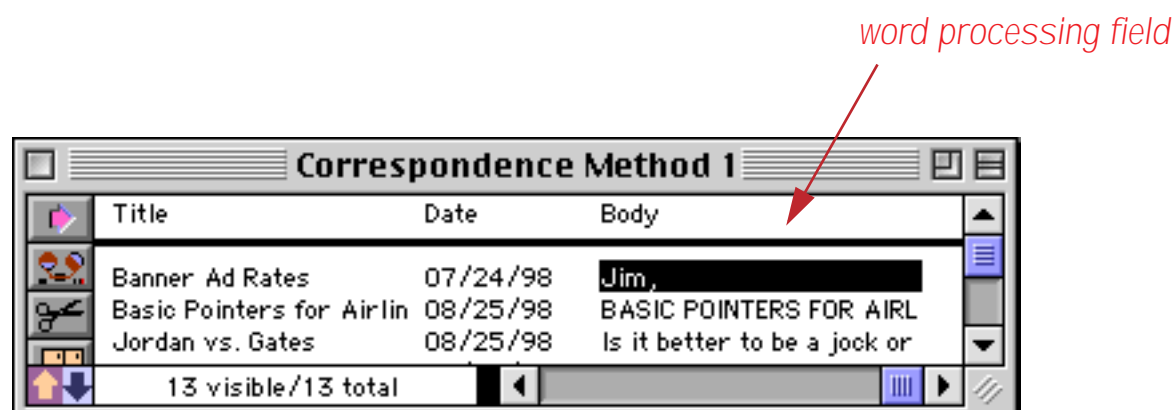 word processing field
Correspondence Method 1
Title Date Body
Banner Ad Rates 07/24/98 Jim,
Basic Pointers for Airlin 08/25/98 BASIC POINTERS FOR AIRL
Jordan vs. Gates 08/25/98 Is it better to be a jock or
13 visible/13 total